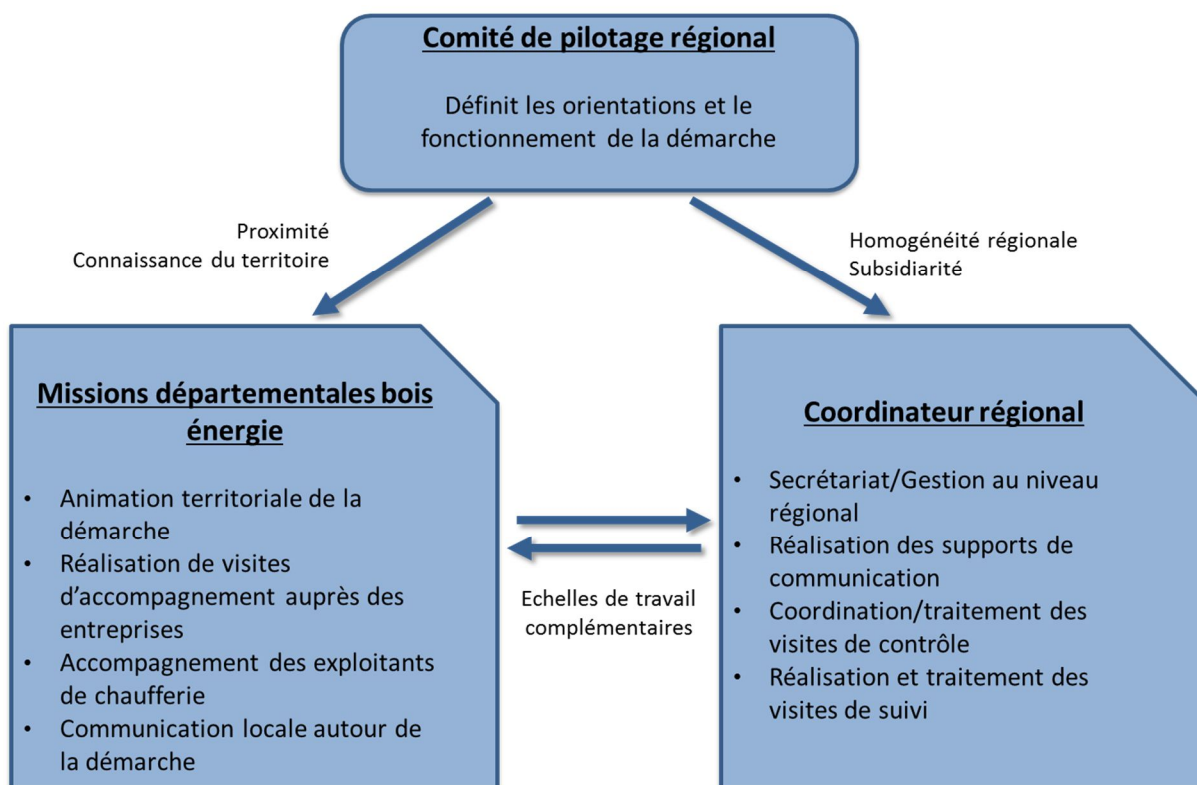 Comité de pilotage régional
Définit les orientations et le
fonctionnement de la démarche
Proximité
Connaissance du territoire
Homogénéité régionale
Subsidiarité
Missions départementales bois
énergie
• Animation territoriale de la
démarche
• Réalisation de visites
d’accompagnement auprès des
entreprises
• Accompagnement des exploitants
de chaufferie
• Communication locale autour de
la démarche
Echelles de travail
complémentaires
Coordinateur régional
• Secrétariat/Gestion au niveau
régional
• Réalisation des supports de
communication
• Coordination/traitement des
visites de contrôle
• Réalisation et traitement des
visites de suivi